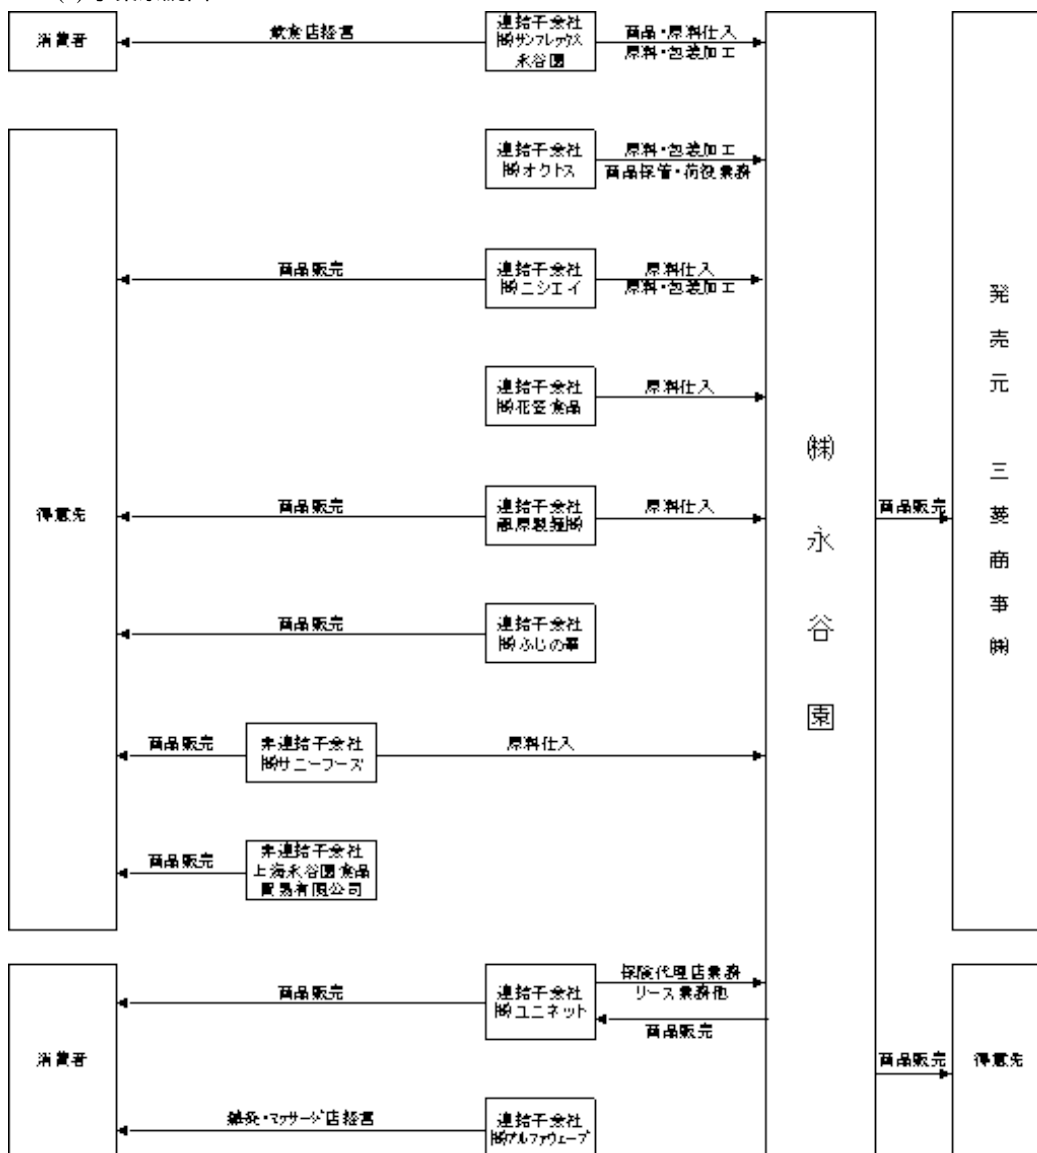 消費者
飲食店経営
連結子会社
㈱サンフレックス
永谷園
商品・原料仕入
原料・包装加工
連結子会社
㈱オクトス
原料・包装加工
商品保管・荷役業務
商品販売
連結子会社
㈱ニシエイ
原料仕入
原料・包装加工
連結子会社
㈱花笠食品
原料仕入
得意先
商品販売
連結子会社
藤原製麺㈱
原料仕入
商品販売
連結子会社
㈱ふじの華
商品販売
非連結子会社
㈱サニーフーズ
原料仕入
商品販売
非連結子会社
上海永谷園食品
貿易有限公司
㈱永谷園
商品販売
発売元 三菱商事㈱
消費者
商品販売
連結子会社
㈱ユニネット
保険代理店業務
リース業務他
商品販売
鍼灸・マッサージ店経営
連結子会社
㈱アルファウェーブ
商品販売
得意先